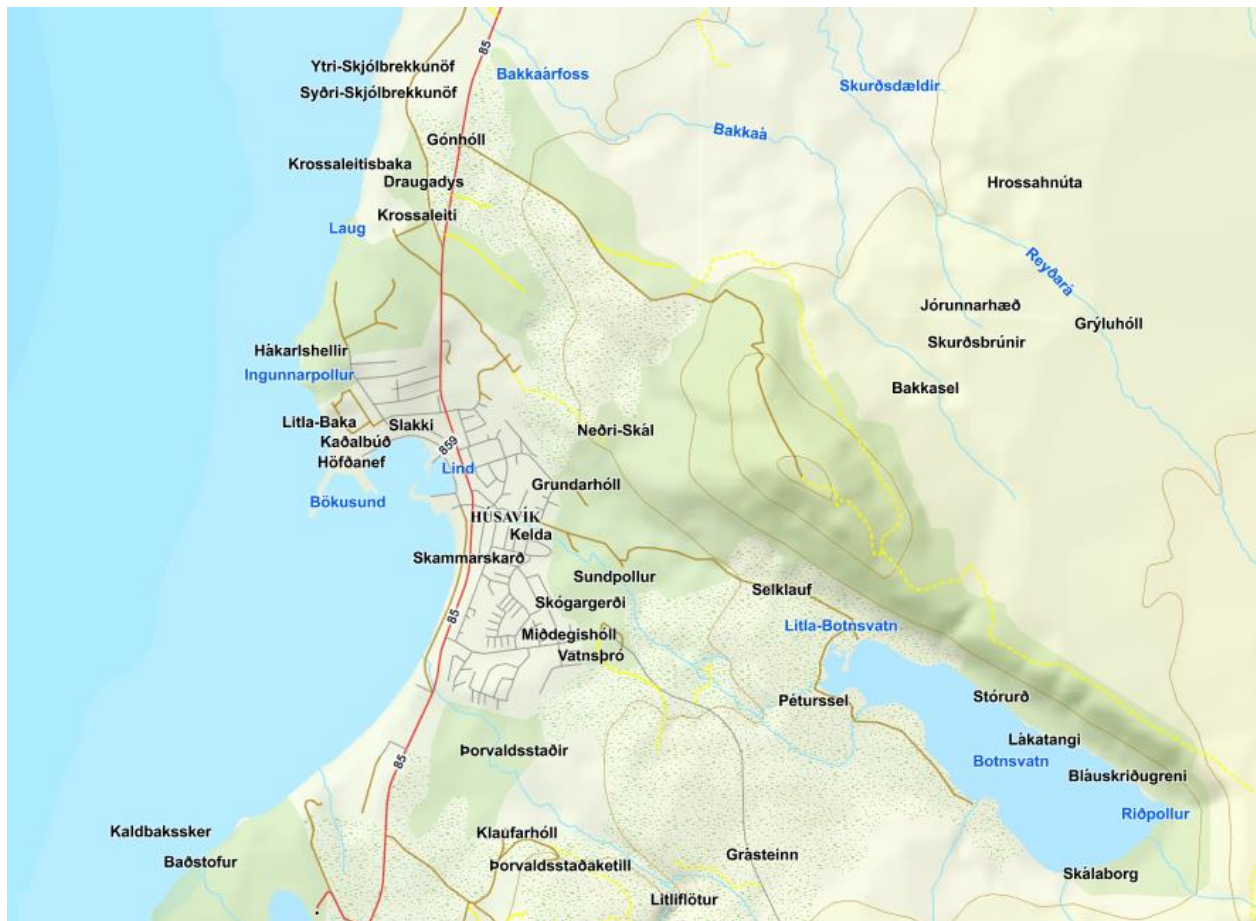 85
Ytri-Skjólbrekkunöf
Bakkaárfoss
Skurðsdældir
Syðri-Skjólbrekkunöf
Bakkaá
Gónhóll
Krossaleitisbaka
Draugadys
Hrossahnúta
Krossaleiti
Laug
Reyðará
Jórunnarhæð
Grýluhóll
Skurðsbrúnir
Hákarlshellir
Ingunnarpollur
Bakkasel
Litla-Baka
Slakki
Neðri-Skál
Kaðalbúð
859
Höfðanef
Lind
Grundarhóll
Bökusund
HÚSAVÍK
Kelda
Skammarskarð
Sundpollur
Selklauf
Skógargerði
85
Litla-Botnsvatn
Miðdegishóll
Vatnsþró
Péturssel
Stórurð
Lákatangi
Þorvaldsstaðir
85
Botnsvatn
Bláuskriðugreni
Riðpollur
Kaldbakssker
Klaufarhóll
Baðstofur
Þorvaldsstaðaketill
Grásteinn
Skálaborg
Litliflötur